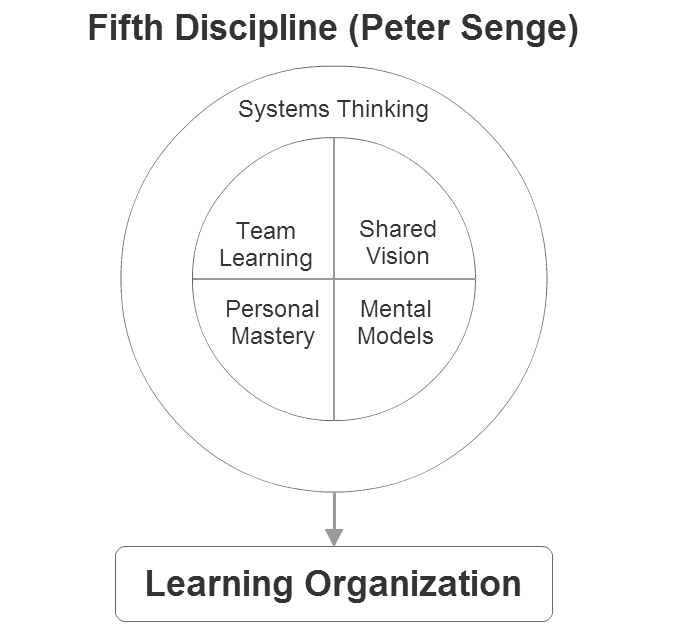 Fifth Discipline (Peter Senge)
Systems Thinking
Team
Learning
Shared
Vision
Personal
Mastery
Mental
Models
Learning Organization